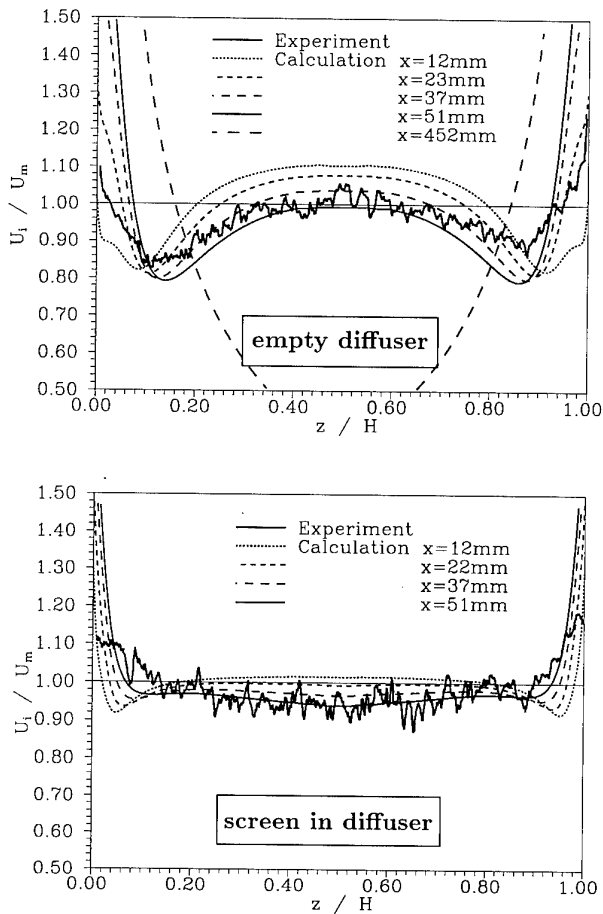 1.50
1.40
1.30
1.20
1.10
1.00
0.90
0.80
0.70
0.60
0.50
U_i / U_m
Experiment
Calculation x=12mm
x=23mm
x=37mm
x=51mm
x=452mm
empty diffuser
0.00 0.20 0.40 0.60 0.80 1.00
z / H
1.50
1.40
1.30
1.20
1.10
1.00
0.90
0.80
0.70
0.60
0.50
U_i / U_m
Experiment
Calculation x=12mm
x=22mm
x=37mm
x=51mm
screen in diffuser
0.00 0.20 0.40 0.60 0.80 1.00
z / H